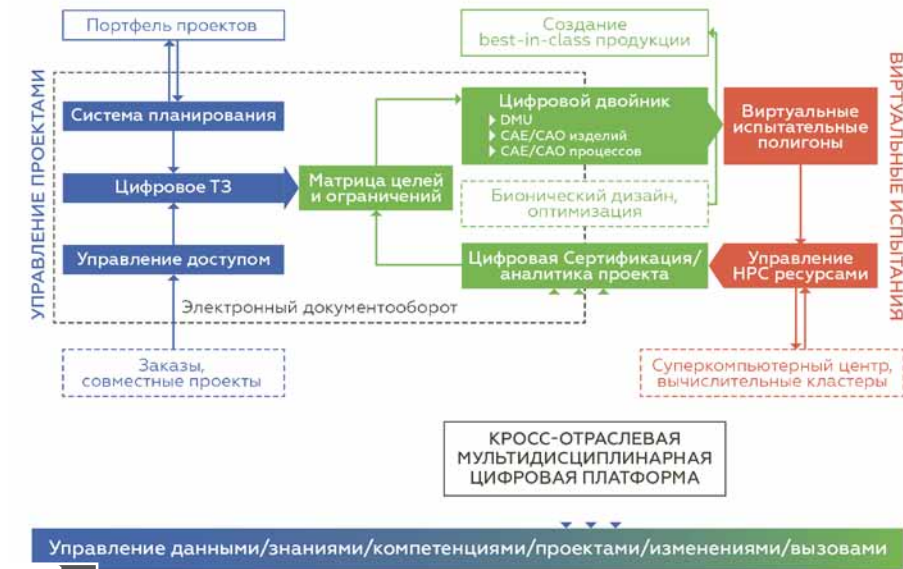 Портфель проектов
Создание
best-in-class продукции
УПРАВЛЕНИЕ ПРОЕКТАМИ
Система планирования
Цифровое ТЗ
Управление доступом
Матрица целей
и ограничений
Цифровой двойник
DMU
CAE/CAO изделий
CAE/CAO процессов
Бионический дизайн,
оптимизация
Цифровая Сертификация/
аналитика проекта
Виртуальные
испытательные
полигоны
Управление
HPC ресурсами
ВИРТУАЛЬНЫЕ ИСПЫТАНИЯ
Электронный документооборот
Заказы,
совместные проекты
Суперкомпьютерный центр,
вычислительные кластеры
КРОСС-ОТРАСЛЕВАЯ
МУЛЬТИДИСЦИПЛИНАРНАЯ
ЦИФРОВАЯ ПЛАТФОРМА
Управление данными/знаниями/компетенциями/проектами/изменениями/вызовами